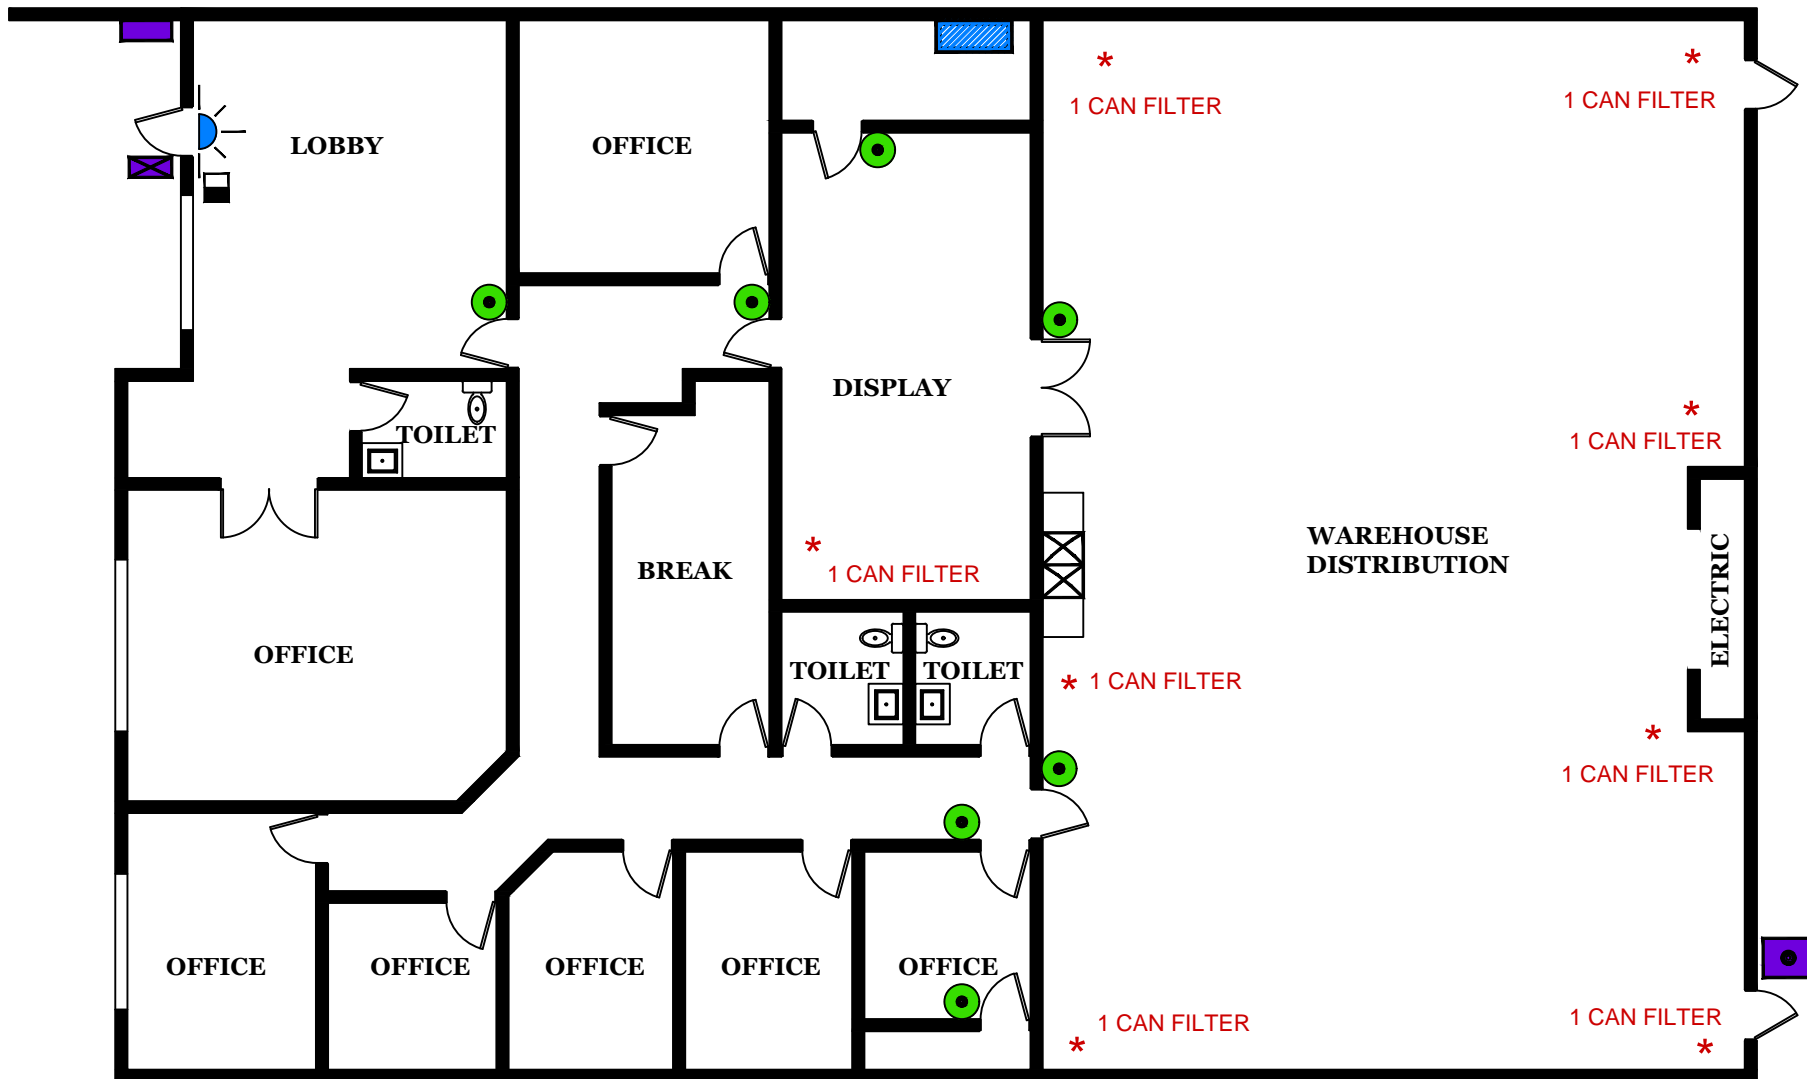 1 CAN FILTER
1 CAN FILTER
LOBBY
OFFICE
DISPLAY
TOILET
1 CAN FILTER
WAREHOUSE
DISTRIBUTION
BREAK
1 CAN FILTER
ELECTRIC
OFFICE
TOILET
TOILET
1 CAN FILTER
1 CAN FILTER
OFFICE
OFFICE
OFFICE
OFFICE
OFFICE
1 CAN FILTER
1 CAN FILTER